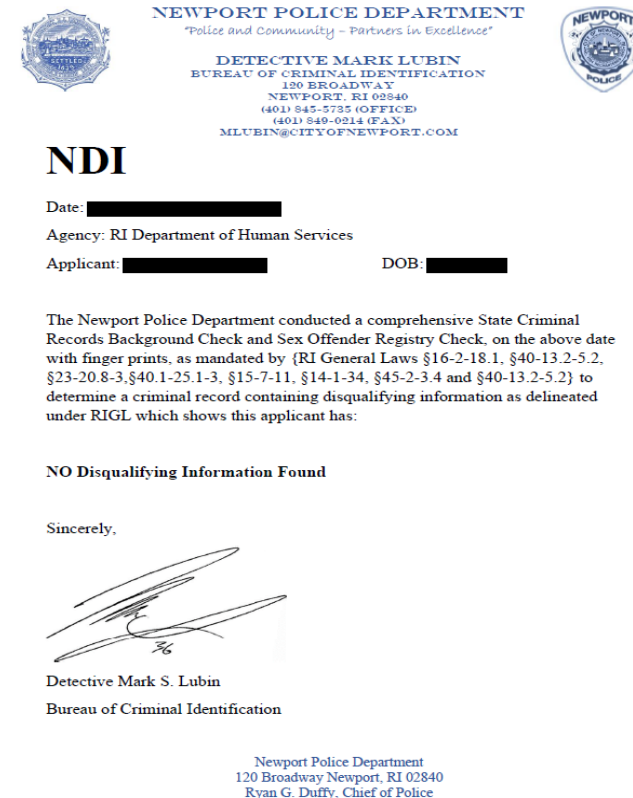 NEWPORT POLICE DEPARTMENT
"Police and Community – Partners in Excellence"
DETECTIVE MARK LUBIN
BUREAU OF CRIMINAL IDENTIFICATION
120 BROADWAY
NEWPORT, RI 02840
(401) 845-5735 (OFFICE)
(401) 849-0214 (FAX)
MLUBIN@CITYOFNEWPORT.COM
SETTLED
1639
NEWPORT
POLICE
NDI
Date:
Agency: RI Department of Human Services
Applicant: DOB:
The Newport Police Department conducted a comprehensive State Criminal
Records Background Check and Sex Offender Registry Check, on the above date
with finger prints, as mandated by {RI General Laws §16-2-18.1, §40-13.2-5.2,
§23-20.8-3,§40.1-25.1-3, §15-7-11, §14-1-34, §45-2-3.4 and §40-13.2-5.2} to
determine a criminal record containing disqualifying information as delineated
under RIGL which shows this applicant has:
NO Disqualifying Information Found
Sincerely,
Detective Mark S. Lubin
Bureau of Criminal Identification
Newport Police Department
120 Broadway Newport, RI 02840
Ryan G. Duffy, Chief of Police